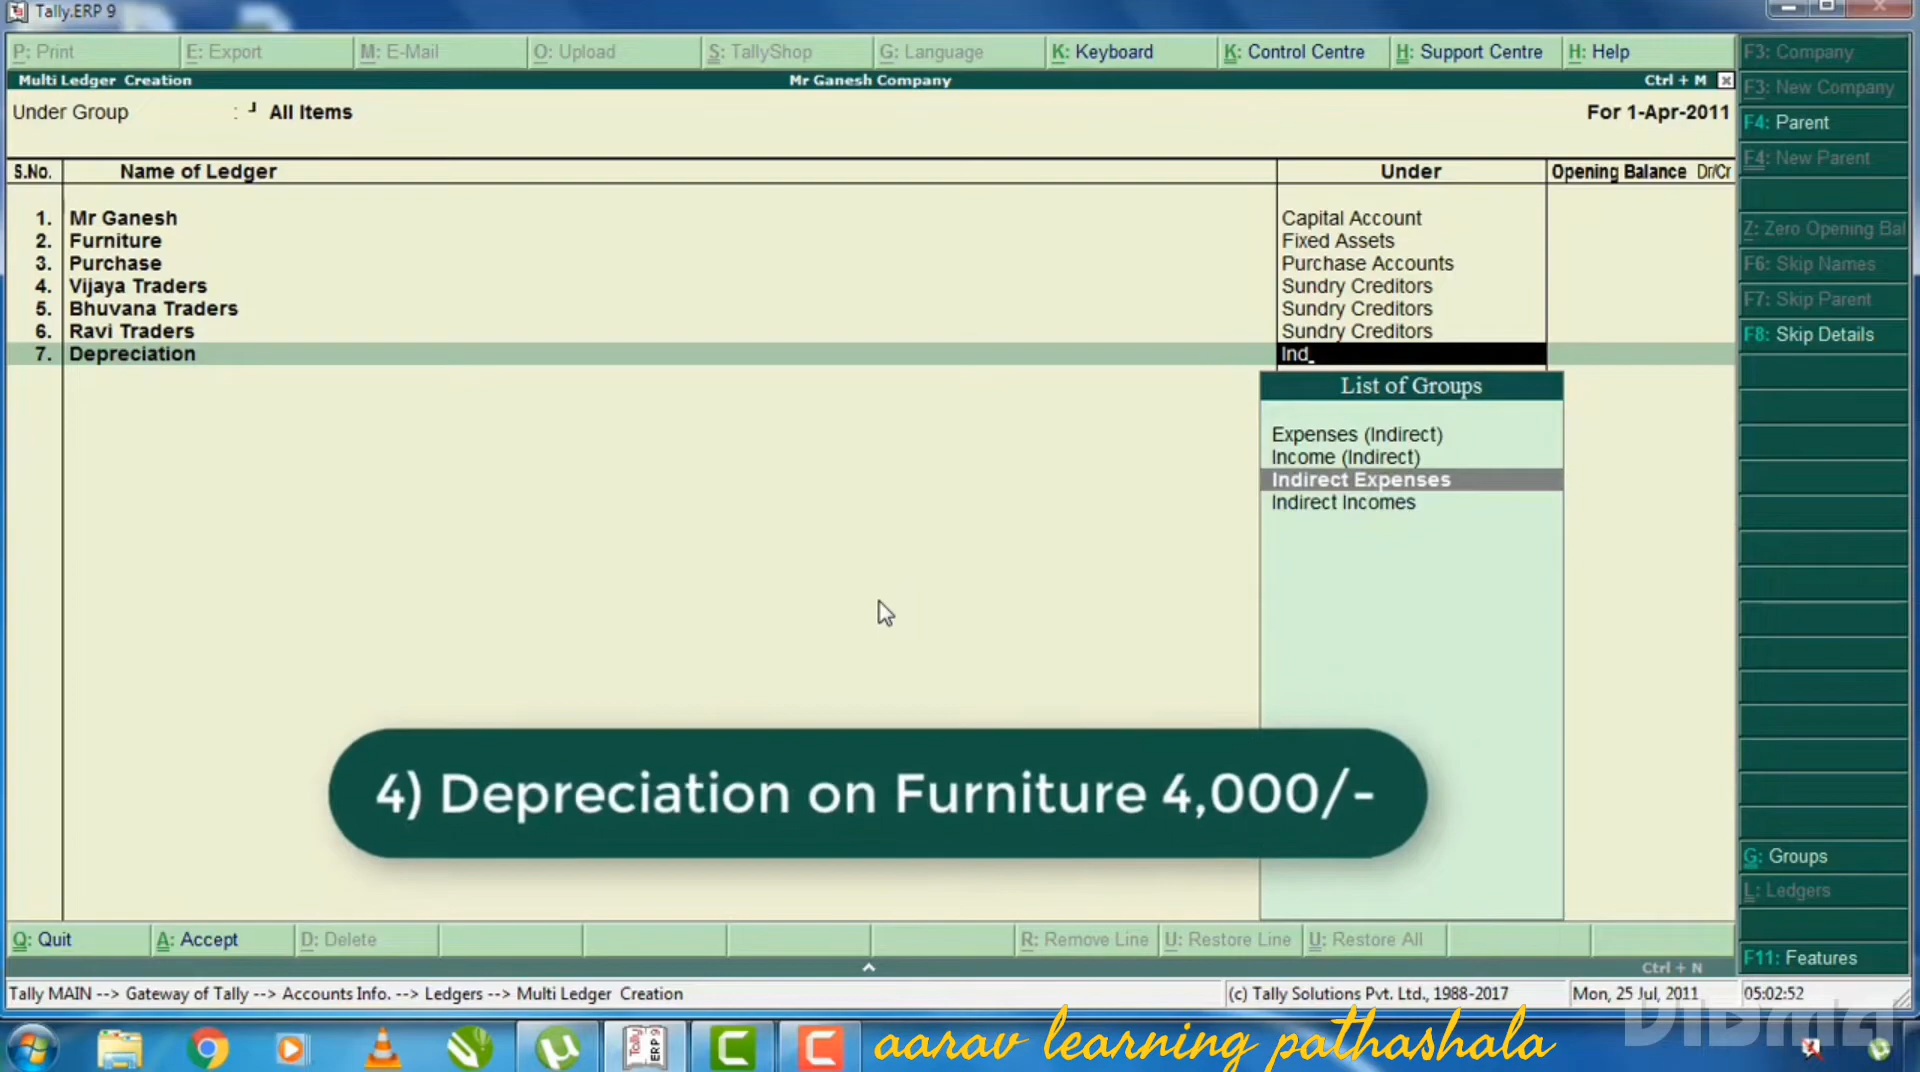 Tally.ERP 9
P: Print E: Export M: E-Mail O: Upload S: TallyShop G: Language K: Keyboard K: Control Centre H: Support Centre H: Help
Multi Ledger Creation Mr Ganesh Company Ctrl + M
Under Group : All Items For 1-Apr-2011
S.No. Name of Ledger Under Opening Balance Dr/Cr
1. Mr Ganesh Capital Account
2. Furniture Fixed Assets
3. Purchase Purchase Accounts
4. Vijaya Traders Sundry Creditors
5. Bhuvana Traders Sundry Creditors
6. Ravi Traders Sundry Creditors
7. Depreciation Ind
List of Groups
Expenses (Indirect)
Income (Indirect)
Indirect Expenses
Indirect Incomes
4) Depreciation on Furniture 4,000/-
F3: Company
F3: New Company
F4: Parent
F4: New Parent
Z: Zero Opening Bal
F6: Skip Names
F7: Skip Parent
F8: Skip Details
G: Groups
L: Ledgers
F11: Features
Q: Quit A: Accept D: Delete R: Remove Line U: Restore Line U: Restore All
Ctrl + N
Tally MAIN --> Gateway of Tally --> Accounts Info. --> Ledgers --> Multi Ledger Creation (c) Tally Solutions Pvt. Ltd., 1988-2017 Mon, 25 Jul, 2011 05:02:52
Tally ERP 9
aarav learning pathashala